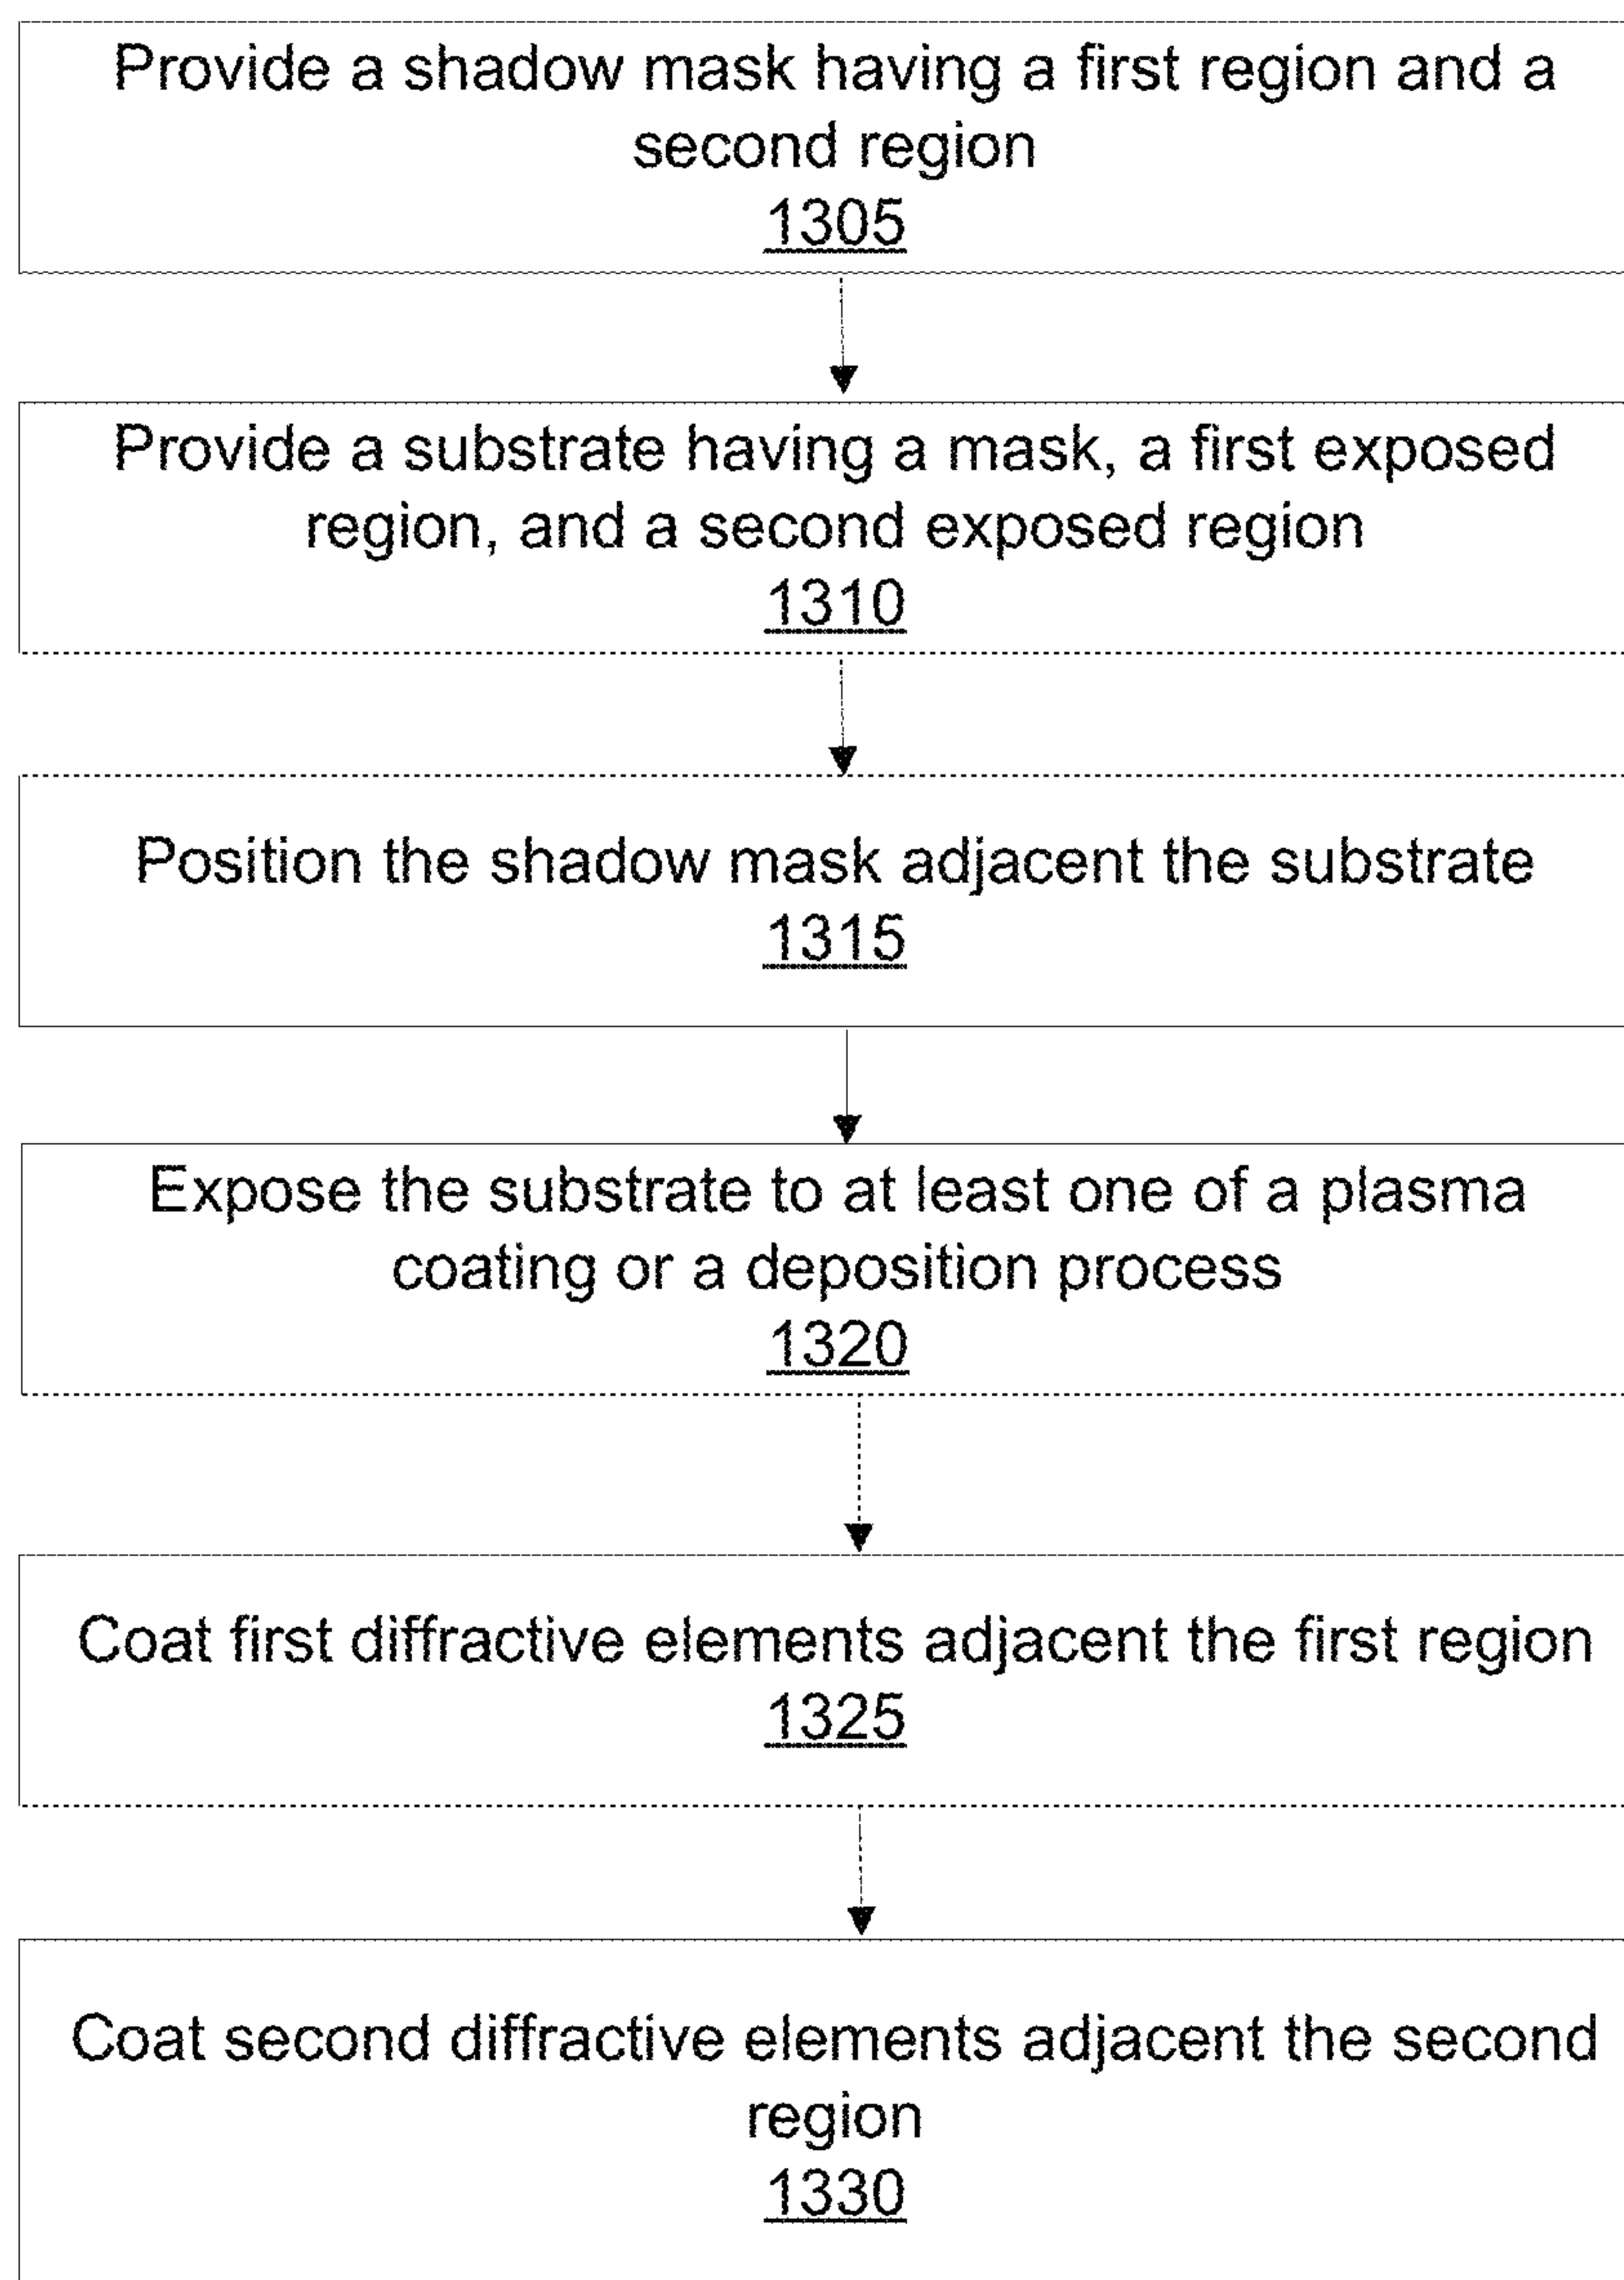 Provide a shadow mask having a first region and a
second region
1305
Provide a substrate having a mask, a first exposed
region, and a second exposed region
1310
Position the shadow mask adjacent the substrate
1315
Expose the substrate to at least one of a plasma
coating or a deposition process
1320
Coat first diffractive elements adjacent the first region
1325
Coat second diffractive elements adjacent the second
region
1330